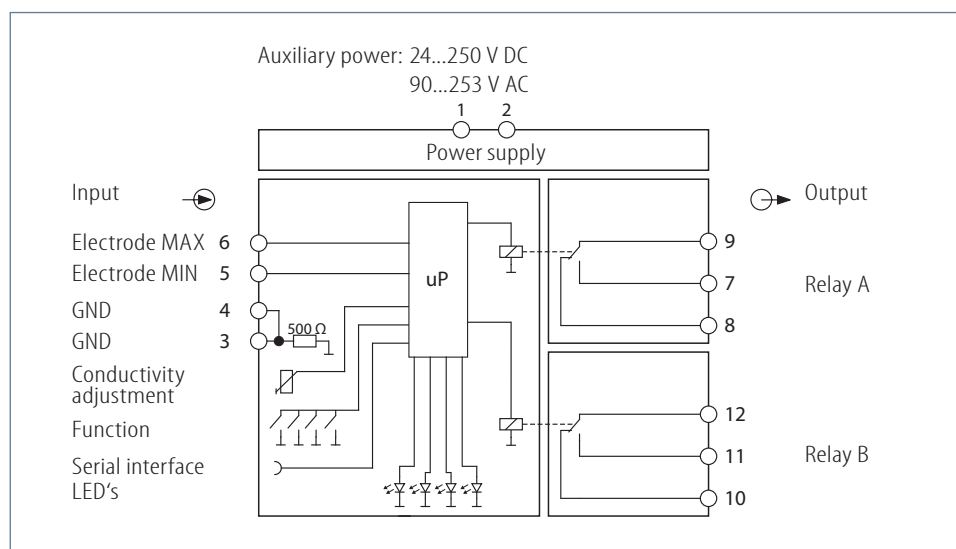 Auxiliary power: 24...250 V DC
90...253 V AC
1 2
Power supply
Input
Output
Electrode MAX 6
Electrode MIN 5
GND 4
GND 3
500 Ω
Conductivity
adjustment
Function
Serial interface
LED‘s
uP
9
7 Relay A
8
12
11 Relay B
10